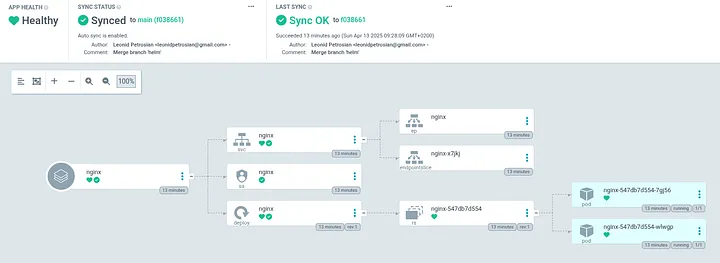 APP HEALTH
Healthy
SYNC STATUS
Synced to main (f038661)
Auto sync is enabled.
Author: Leonid Petrosian <leonidpetrosian@gmail.com> -
Comment: Merge branch 'helm'
LAST SYNC
Sync OK to f038661
Succeeded 13 minutes ago (Sun Apr 13 2025 09:28:09 GMT+0200)
Author: Leonid Petrosian <leonidpetrosian@gmail.com> -
Comment: Merge branch 'helm'
100%
nginx
13 minutes
nginx
svc
13 minutes
nginx
sa
13 minutes
nginx
deploy
13 minutes rev:1
nginx
ep
13 minutes
nginx-x7jkj
endpointslice
13 minutes
nginx-547db7d554
rs
13 minutes rev:1
nginx-547db7d554-7gj56
pod
13 minutes running 1/1
nginx-547db7d554-wlwgp
pod
13 minutes running 1/1